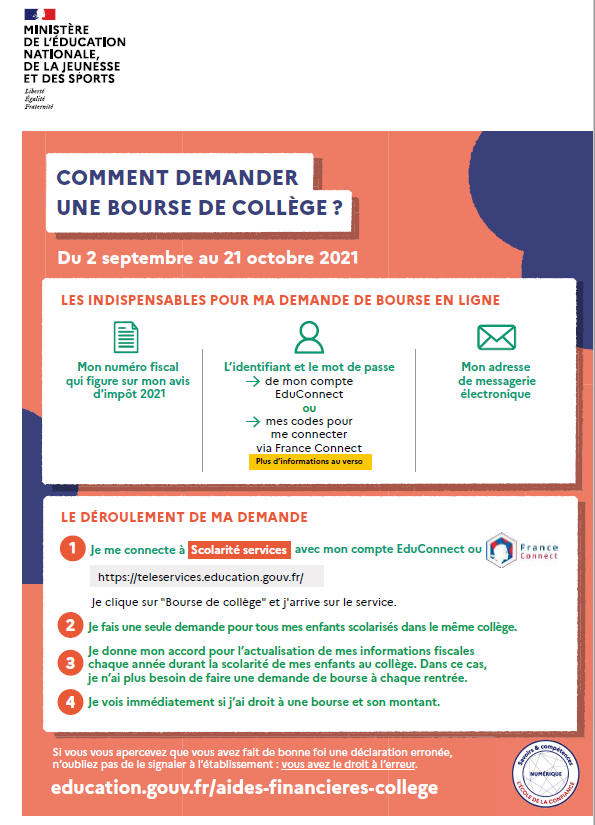 MINISTÈRE
DE L'ÉDUCATION
NATIONALE,
DE LA JEUNESSE
ET DES SPORTS
Liberté
Égalité
Fraternité
COMMENT DEMANDER
UNE BOURSE DE COLLÈGE ?
Du 2 septembre au 21 octobre 2021
LES INDISPENSABLES POUR MA DEMANDE DE BOURSE EN LIGNE
Mon numéro fiscal
qui figure sur mon avis
d'impôt 2021
L'identifiant et le mot de passe
→ de mon compte
EduConnect
ou
→ mes codes pour
me connecter
via France Connect
Plus d'informations au verso
Mon adresse
de messagerie
électronique
LE DÉROULEMENT DE MA DEMANDE
1 Je me connecte à Scolarité services avec mon compte EduConnect ou France Connect
https://teleservices.education.gouv.fr/
Je clique sur "Bourse de collège" et j'arrive sur le service.
2 Je fais une seule demande pour tous mes enfants scolarisés dans le même collège.
3 Je donne mon accord pour l'actualisation de mes informations fiscales
chaque année durant la scolarité de mes enfants au collège. Dans ce cas,
je n'ai plus besoin de faire une demande de bourse à chaque rentrée.
4 Je vois immédiatement si j'ai droit à une bourse et son montant.
Si vous vous apercevez que vous avez fait de bonne foi une déclaration erronée,
n'oubliez pas de le signaler à l'établissement : vous avez le droit à l'erreur.
education.gouv.fr/aides-financieres-college
Savoirs & compétences
NUMÉRIQUE
L'ÉCOLE DE LA CONFIANCE